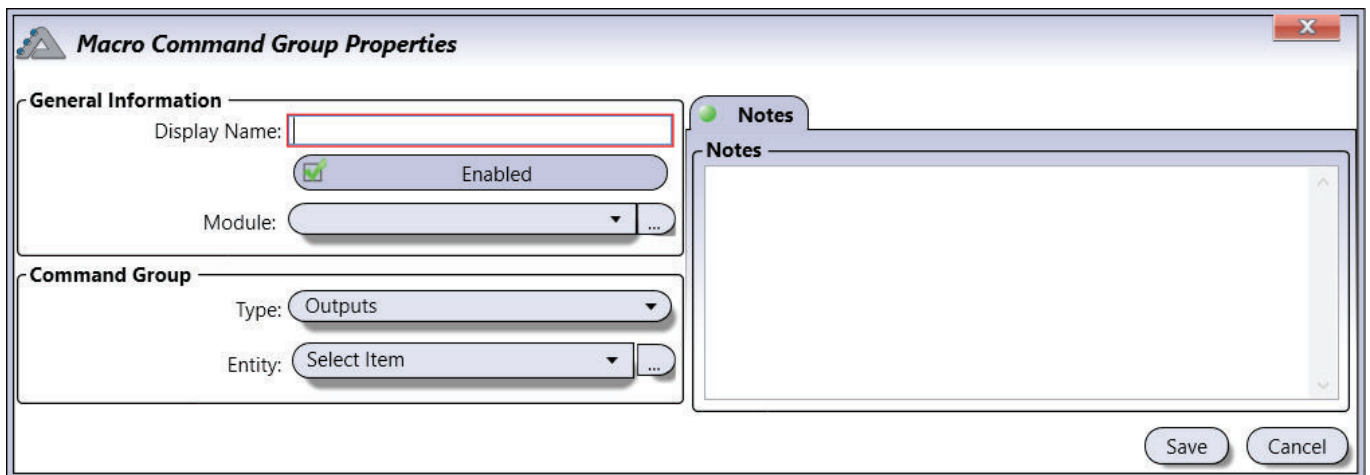 Macro Command Group Properties
X
General Information
Display Name:
Enabled
Module:
...
Command Group
Type: Outputs
Entity: Select Item
...
Notes
Notes
Save
Cancel